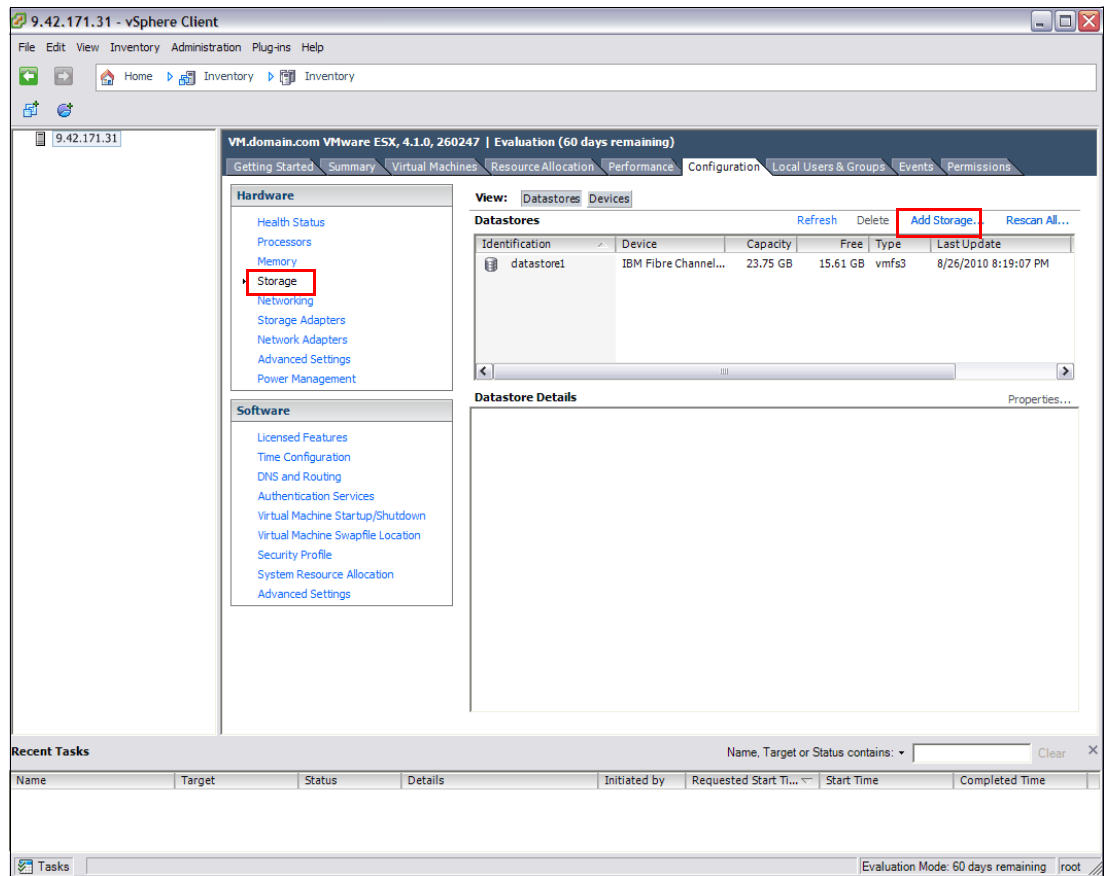 9.42.171.31 - vSphere Client
File Edit View Inventory Administration Plug-ins Help
Home Inventory Inventory
9.42.171.31
VM.domain.com VMware ESX, 4.1.0, 260247 | Evaluation (60 days remaining)
Getting Started Summary Virtual Machines Resource Allocation Performance Configuration Local Users & Groups Events Permissions
Hardware
Health Status
Processors
Memory
Storage
Networking
Storage Adapters
Network Adapters
Advanced Settings
Power Management
Software
Licensed Features
Time Configuration
DNS and Routing
Authentication Services
Virtual Machine Startup/Shutdown
Virtual Machine Swapfile Location
Security Profile
System Resource Allocation
Advanced Settings
View: Datastores Devices
Datastores Refresh Delete Add Storage... Rescan All...
Identification Device Capacity Free Type Last Update
datastore1 IBM Fibre Channel... 23.75 GB 15.61 GB vmfs3 8/26/2010 8:19:07 PM
Datastore Details Properties...
Recent Tasks Name, Target or Status contains: Clear
Name Target Status Details Initiated by Requested Start Ti... Start Time Completed Time
Tasks Evaluation Mode: 60 days remaining root